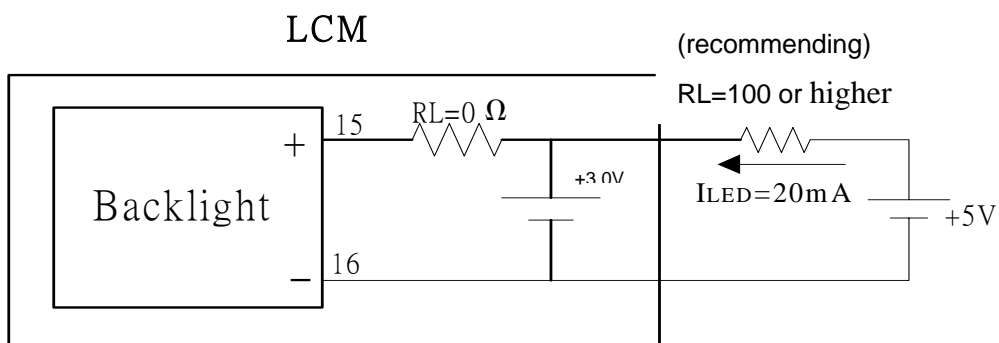 LCM
(recommending)
RL=100 or higher
RL=0 Ω
15
+
+3.0V
ILED=20mA
Backlight
+5V
16
−